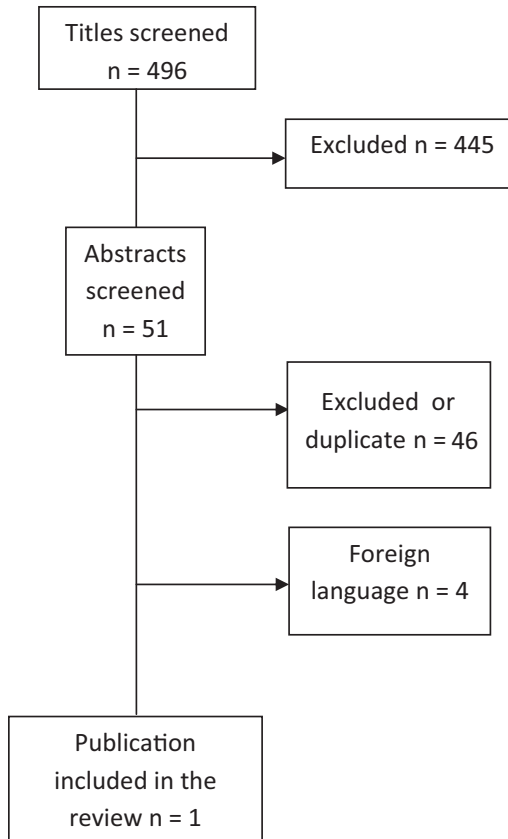 Titles screened
n = 496
Excluded n = 445
Abstracts
screened
n = 51
Excluded or
duplicate n = 46
Foreign
language n = 4
Publication
included in the
review n = 1